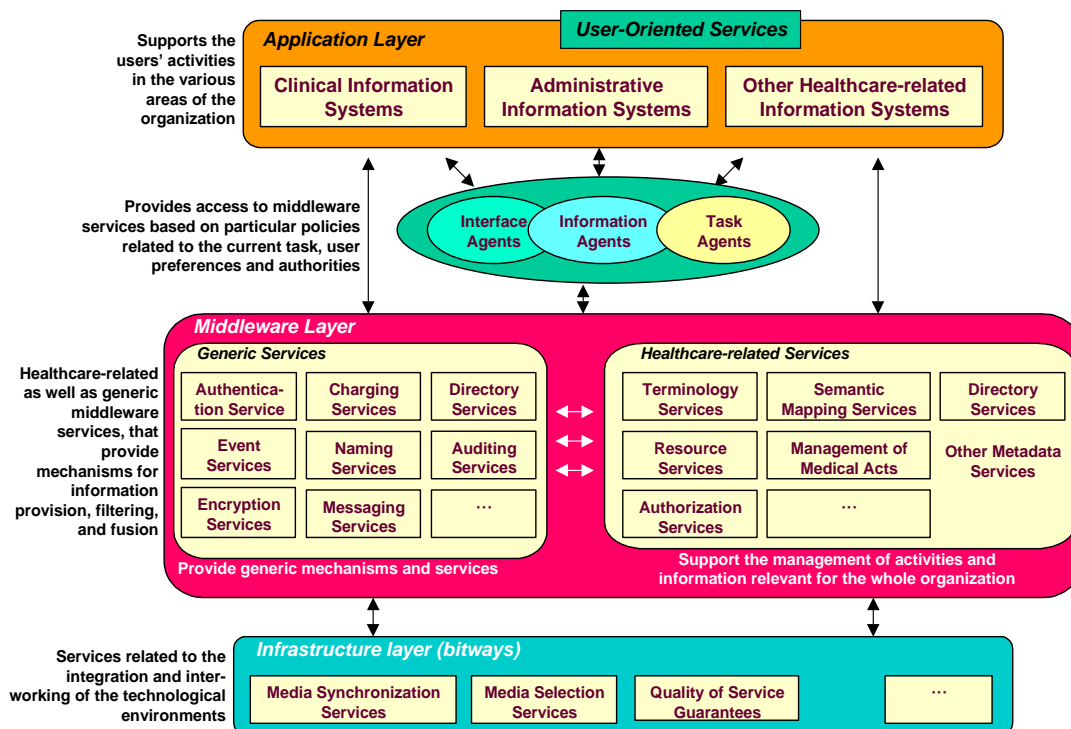 User-Oriented Services
Application Layer
Supports the
users' activities
in the various
areas of the
organization
Clinical Information
Systems
Administrative
Information Systems
Other Healthcare-related
Information Systems
Provides access to middleware
services based on particular policies
related to the current task, user
preferences and authorities
Interface
Agents
Information
Agents
Task
Agents
Middleware Layer
Healthcare-related
as well as generic
middleware
services, that
provide
mechanisms for
information
provision, filtering,
and fusion
Generic Services
Authentica-
tion Service
Charging
Services
Directory
Services
Event
Services
Naming
Services
Auditing
Services
Encryption
Services
Messaging
Services
...
Provide generic mechanisms and services
Healthcare-related Services
Terminology
Services
Semantic
Mapping Services
Directory
Services
Resource
Services
Management of
Medical Acts
Other Metadata
Services
Authorization
Services
...
Support the management of activities and
information relevant for the whole organization
Infrastructure layer (bitways)
Services related to the
integration and inter-
working of the technological
environments
Media Synchronization
Services
Media Selection
Services
Quality of Service
Guarantees
...